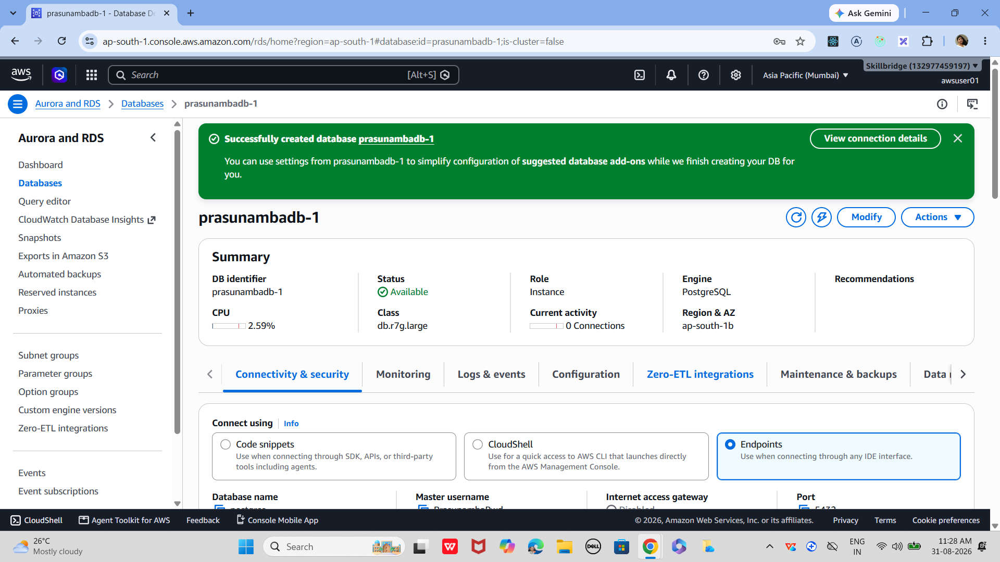 prasunambadb-1 - Database De
Ask Gemini
ap-south-1.console.aws.amazon.com/rds/home?region=ap-south-1#database:id=prasunambadb-1;is-cluster=false
aws
Search
[Alt+S]
Asia Pacific (Mumbai)
Skillbridge (132977459197)
awsuser01
Aurora and RDS
Databases
prasunambadb-1
Aurora and RDS
Dashboard
Databases
Query editor
CloudWatch Database Insights
Snapshots
Exports in Amazon S3
Automated backups
Reserved instances
Proxies
Subnet groups
Parameter groups
Option groups
Custom engine versions
Zero-ETL integrations
Events
Event subscriptions
Successfully created database prasunambadb-1
View connection details
You can use settings from prasunambadb-1 to simplify configuration of suggested database add-ons while we finish creating your DB for
you.
prasunambadb-1
Modify
Actions
Summary
DB identifier
prasunambadb-1
Status
Available
Role
Instance
Engine
PostgreSQL
Recommendations
CPU
2.59%
Class
db.r7g.large
Current activity
0 Connections
Region & AZ
ap-south-1b
Connectivity & security
Monitoring
Logs & events
Configuration
Zero-ETL integrations
Maintenance & backups
Data
Connect using
Info
Code snippets
Use when connecting through SDK, APIs, or third-party
tools including agents.
CloudShell
Use for a quick access to AWS CLI that launches directly
from the AWS Management Console.
Endpoints
Use when connecting through any IDE interface.
Database name
postgres
Master username
Internet access gateway
Disabled
Port
5432
CloudShell
Agent Toolkit for AWS
Feedback
Console Mobile App
© 2026, Amazon Web Services, Inc. or its affiliates.
Privacy
Terms
Cookie preferences
26°C
Mostly cloudy
Search
DELL
ENG
IN
11:28 AM
31-08-2026